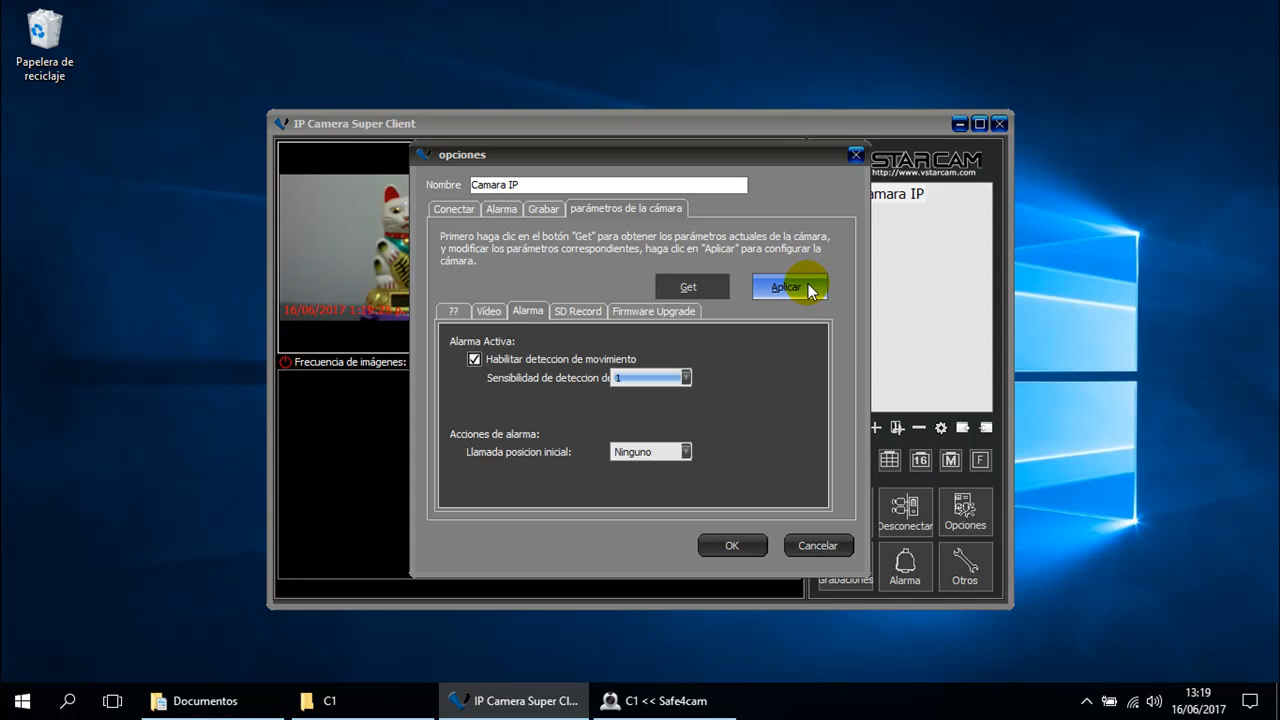 Papelera de
reciclaje
IP Camera Super Client
opciones
STARCAM
http://www.vstarcam.com
Nombre
Camara IP
amara IP
Conectar
Alarma
Grabar
parámetros de la cámara
Primero haga clic en el botón "Get" para obtener los parámetros actuales de la cámara,
y modificar los parámetros correspondientes, haga clic en "Aplicar" para configurar la
cámara.
Get
Aplicar
??
Vídeo
Alarma
SD Record
Firmware Upgrade
16/06/2017 1:19:29
Alarma Activa:
Habilitar deteccion de movimiento
Sensibilidad de deteccion de
1
Frecuencia de imágenes:
Acciones de alarma:
Llamada posicion inicial:
Ninguno
16
M
F
Desconectar
Opciones
OK
Cancelar
Grabaciones
Alarma
Otros
Documentos
C1
IP Camera Super Cl...
C1 << Safe4cam
13:19
16/06/2017